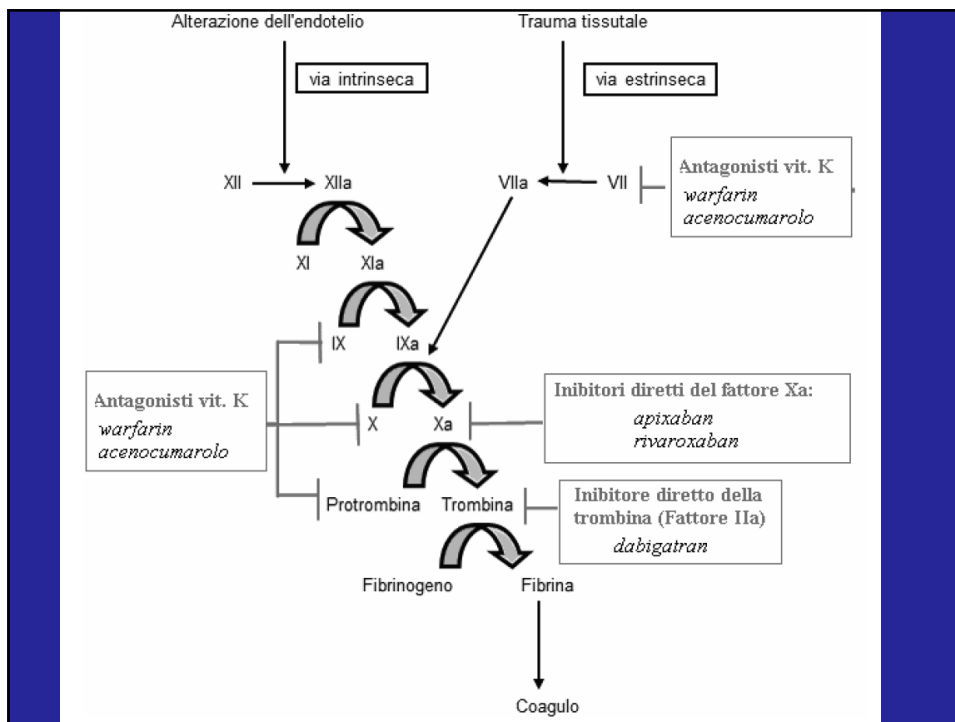 Alterazione dell'endotelio
Trauma tissutale
via intrinseca
via estrinseca
XII
XIIa
VIIa
VII
Antagonisti vit. K
warfarin
acenocumarolo
XI
XIa
IX
IXa
Antagonisti vit. K
warfarin
acenocumarolo
X
Xa
Inibitori diretti del fattore Xa:
apixaban
rivaroxaban
Protrombina
Trombina
Inibitore diretto della
trombina (Fattore IIa)
dabigatran
Fibrinogeno
Fibrina
Coagulo